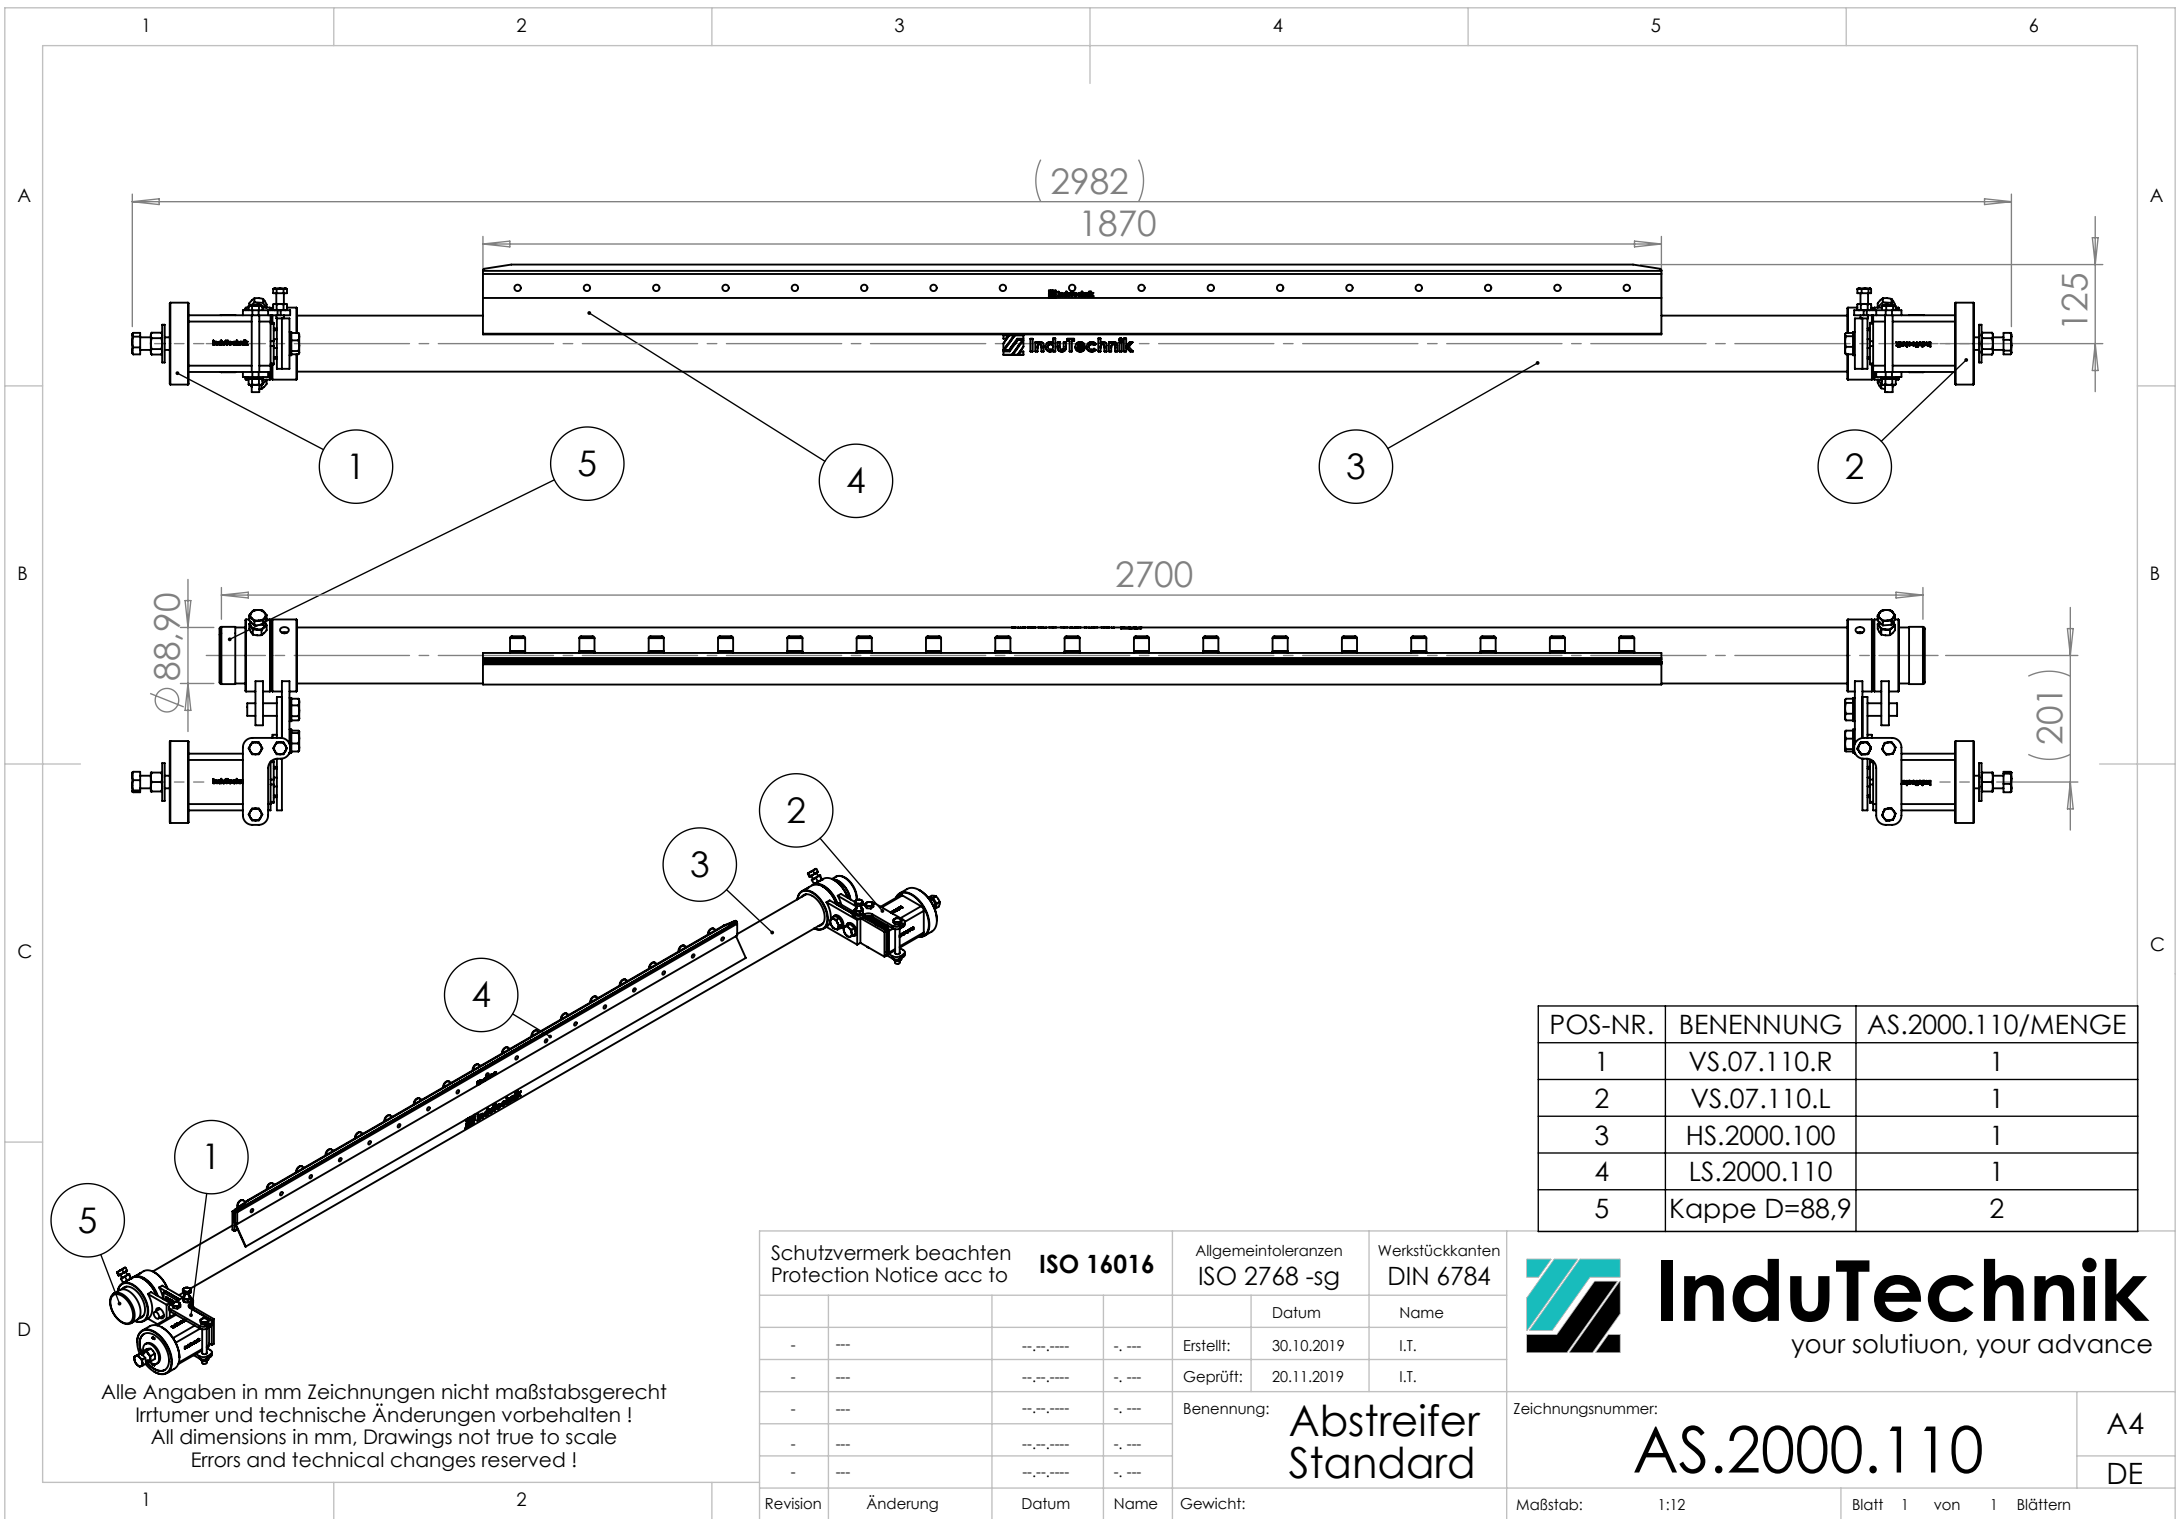 1 2 3 4 5 6
A A
(2982)
1870
125
InduTechnik
1 5 4 3 2
B B
2700
Ø88,90
(201)
2
3
4
1
5
C C
POS-NR. BENENNUNG AS.2000.110/MENGE
1 VS.07.110.R 1
2 VS.07.110.L 1
3 HS.2000.100 1
4 LS.2000.110 1
5 Kappe D=88,9 2
D
Alle Angaben in mm Zeichnungen nicht maßstabsgerecht
Irrtumer und technische Änderungen vorbehalten !
All dimensions in mm, Drawings not true to scale
Errors and technical changes reserved !
Schutzvermerk beachten
Protection Notice acc to ISO 16016
Allgemeintoleranzen
ISO 2768 -sg
Werkstückkanten
DIN 6784
Datum Name
- --- --.--.---- -. --- Erstellt: 30.10.2019 I.T.
- --- --.--.---- -. --- Geprüft: 20.11.2019 I.T.
- --- --.--.---- -. ---
- --- --.--.---- -. ---
- --- --.--.---- -. ---
Revision Änderung Datum Name
Benennung: Abstreifer
Standard
Gewicht:
InduTechnik
your solutiuon, your advance
Zeichnungsnummer:
AS.2000.110
A4
DE
Maßstab: 1:12
Blatt 1 von 1 Blättern
1 2